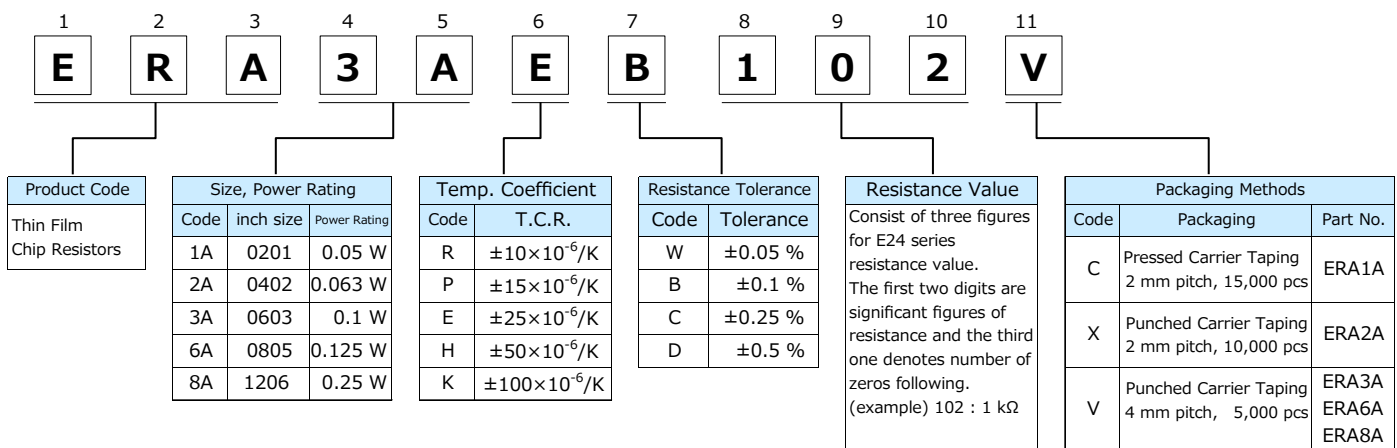 1 2 3 4 5 6 7 8 9 10 11
E R A 3 A E B 1 0 2 V
Product Code
Thin Film
Chip Resistors
Size, Power Rating
Code inch size Power Rating
1A 0201 0.05 W
2A 0402 0.063 W
3A 0603 0.1 W
6A 0805 0.125 W
8A 1206 0.25 W
Temp. Coefficient
Code T.C.R.
R ±10×10⁻⁶/K
P ±15×10⁻⁶/K
E ±25×10⁻⁶/K
H ±50×10⁻⁶/K
K ±100×10⁻⁶/K
Resistance Tolerance
Code Tolerance
W ±0.05 %
B ±0.1 %
C ±0.25 %
D ±0.5 %
Resistance Value
Consist of three figures
for E24 series
resistance value.
The first two digits are
significant figures of
resistance and the third
one denotes number of
zeros following.
(example) 102 : 1 kΩ
Packaging Methods
Code Packaging Part No.
C Pressed Carrier Taping
2 mm pitch, 15,000 pcs ERA1A
X Punched Carrier Taping
2 mm pitch, 10,000 pcs ERA2A
V Punched Carrier Taping
4 mm pitch, 5,000 pcs
ERA3A
ERA6A
ERA8A